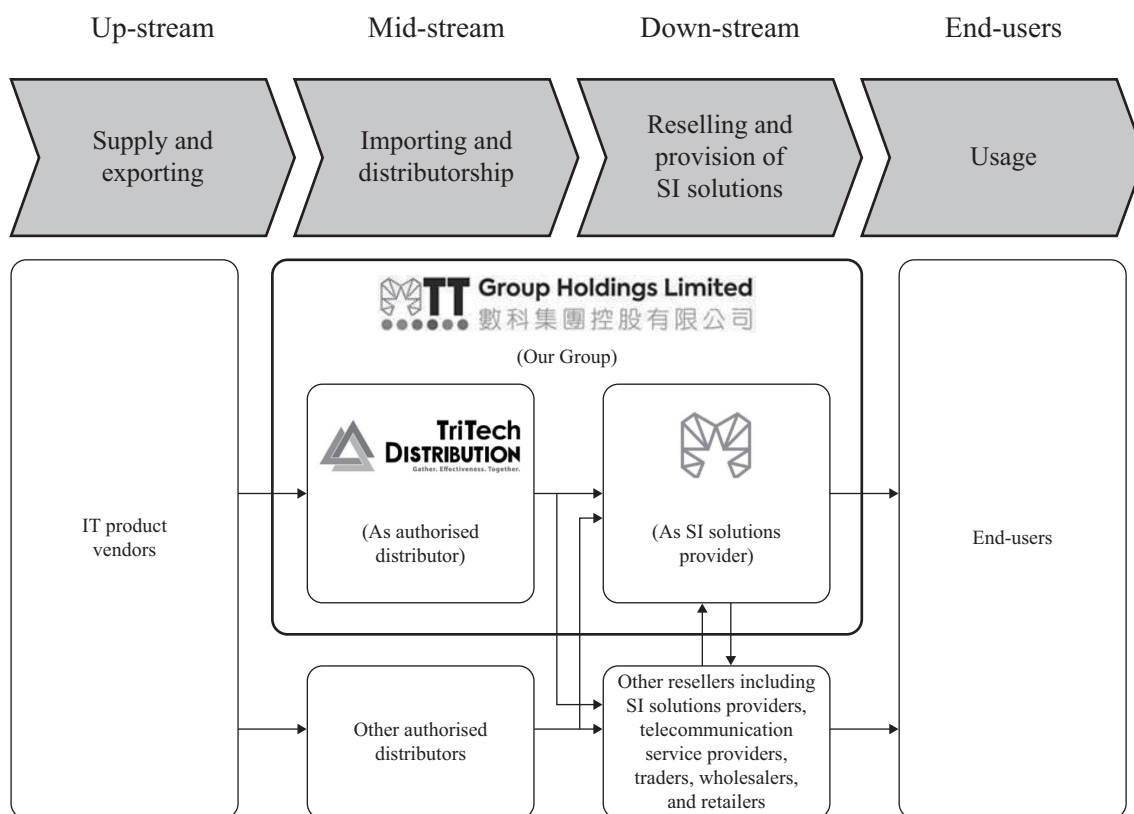 Up-stream
Mid-stream
Down-stream
End-users
Supply and
exporting
Importing and
distributorship
Reselling and
provision of
SI solutions
Usage
TT Group Holdings Limited
數科集團控股有限公司
(Our Group)
TriTech
DISTRIBUTION
Gather. Effectiveness. Together.
(As authorised
distributor)
(As SI solutions
provider)
IT product
vendors
End-users
Other authorised
distributors
Other resellers including
SI solutions providers,
telecommunication
service providers,
traders, wholesalers,
and retailers